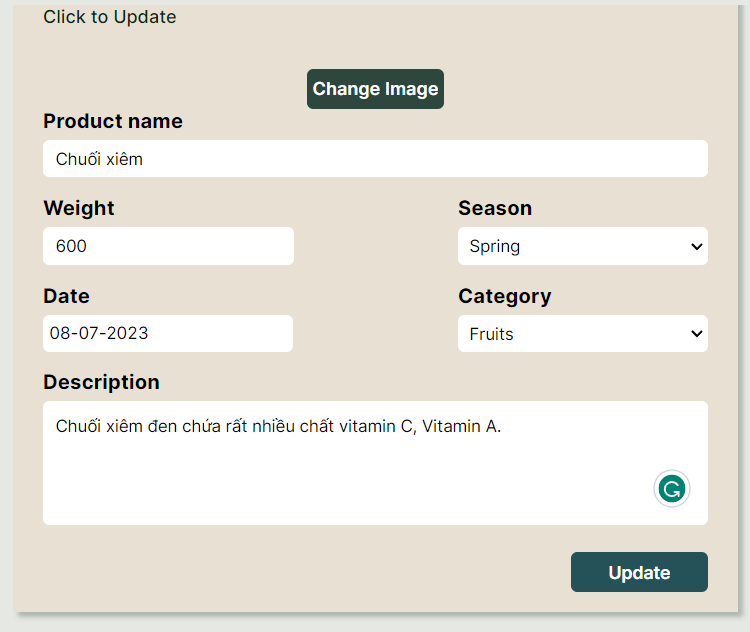 Click to Update
Change Image
Product name
Chuối xiêm
Weight
Season
600
Spring
Date
Category
08-07-2023
Fruits
Description
Chuối xiêm đen chứa rất nhiều chất vitamin C, Vitamin A.
Update